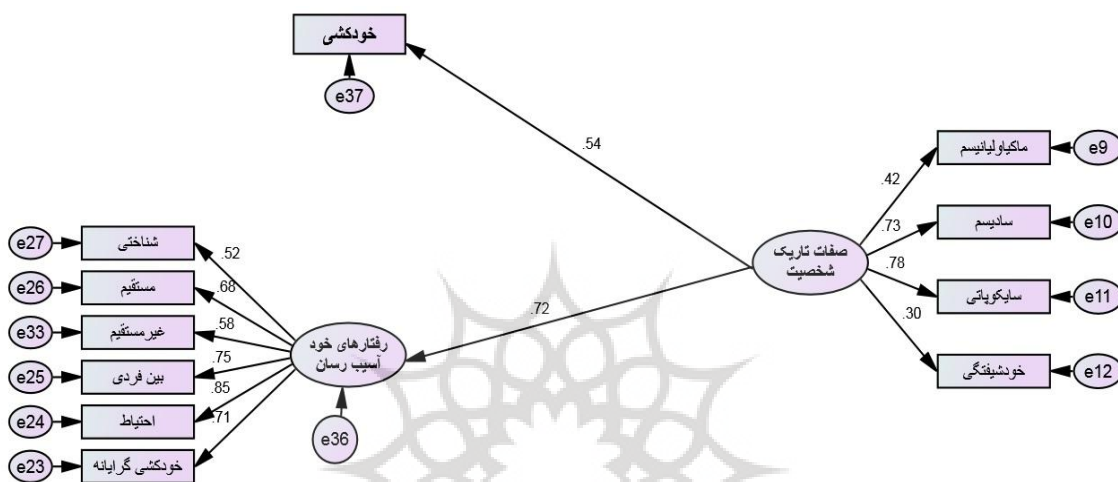 خودکشی
e37
.54
ماکیاولیانیسم
e9
.42
سادیسم
e10
.73
صفات تاریک
شخصیت
سایکوپاتی
e11
.78
خودشیفتگی
e12
.30
.72
e27
شناختی
.52
e26
مستقیم
.68
e33
غیرمستقیم
.58
رفتارهای خود
آسیب رسان
e25
بین فردی
.75
e24
احتیاط
.85
e23
خودکشی گرایانه
.71
e36